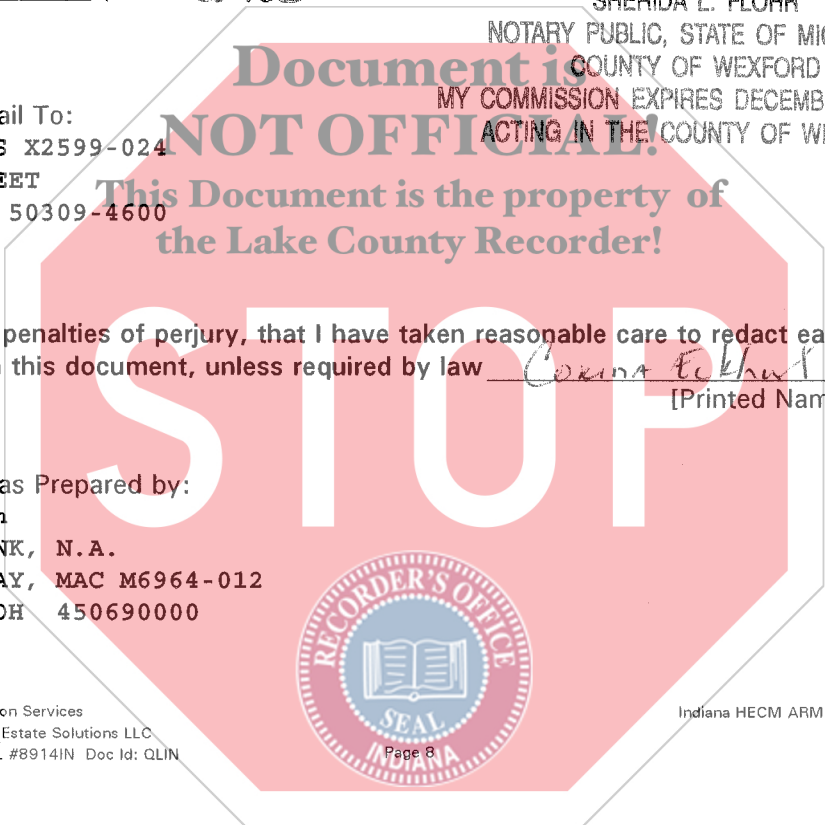 SHERIDA L. FLOHR
NOTARY PUBLIC, STATE OF MIC
COUNTY OF WEXFORD
MY COMMISSION EXPIRES DECEMB
ACTING IN THE COUNTY OF WE
Document is
NOT OFFICIAL!
This Document is the property of
the Lake County Recorder!
ail To:
S X2599-024
EET
50309-4600
STOP
penalties of perjury, that I have taken reasonable care to redact ea
this document, unless required by law
[Printed Nam
as Prepared by:
n
NK, N.A.
AY, MAC M6964-012
OH 450690000
RECORDER'S OFFICE
SEAL
INDIANA
on Services
Estate Solutions LLC
#8914IN Doc Id: QLIN
Page 8
Indiana HECM ARM